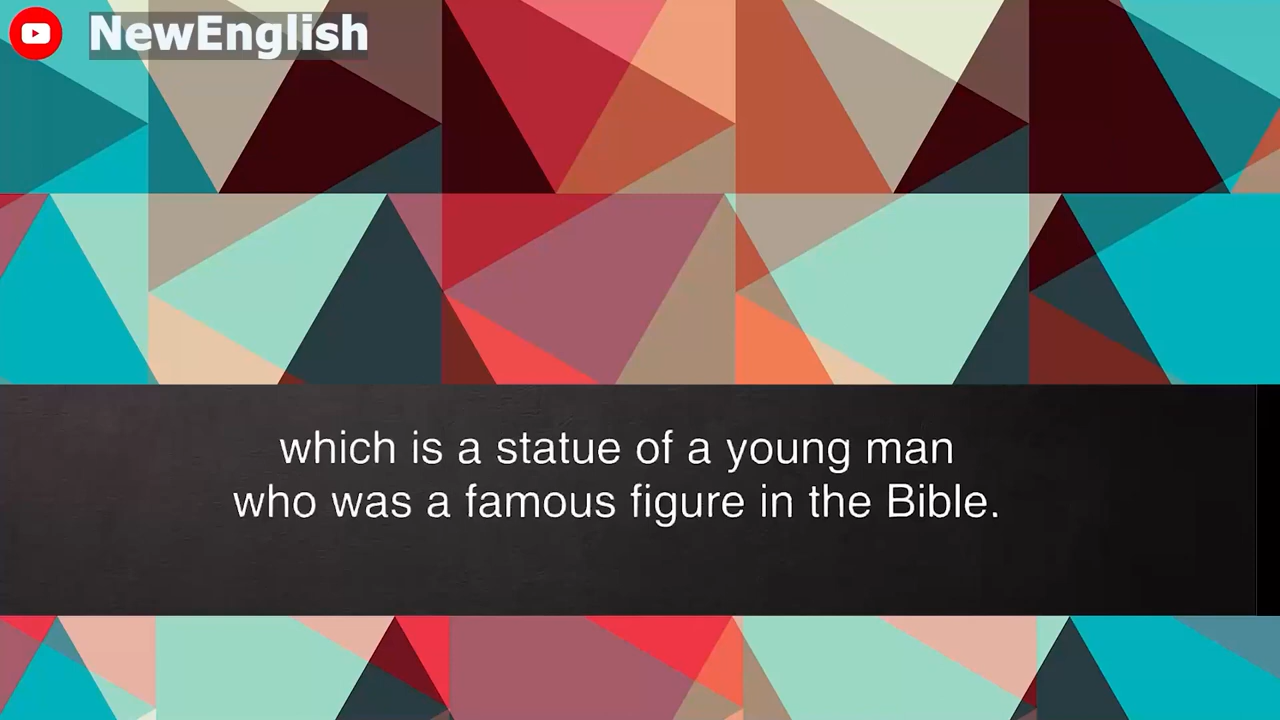 NewEnglish
which is a statue of a young man
who was a famous figure in the Bible.